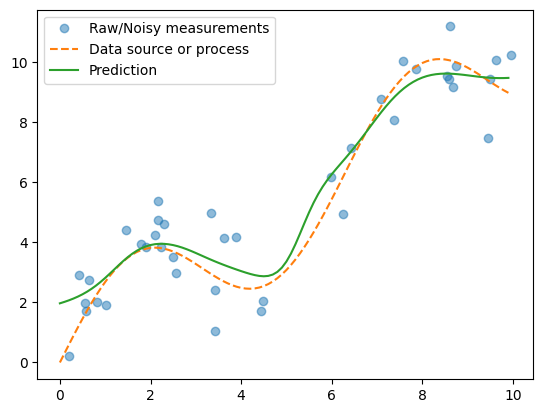 Raw/Noisy measurements
Data source or process
Prediction
10
8
6
4
2
0
0 2 4 6 8 10